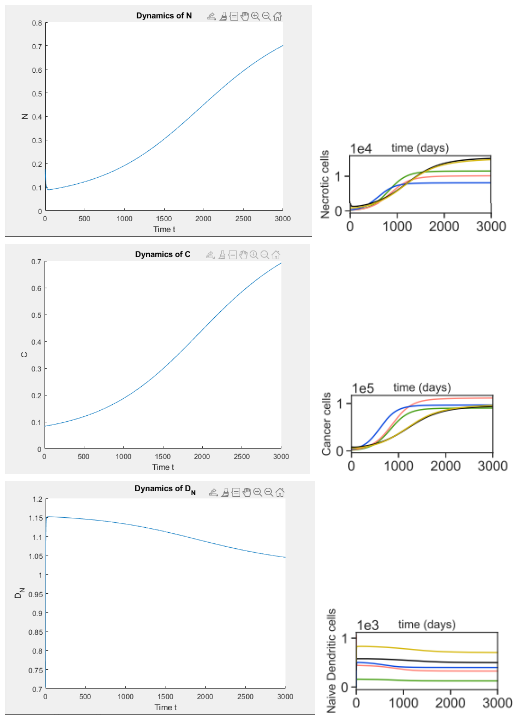 Dynamics of N
0.8
0.7
0.6
0.5
0.4
0.3
0.2
0.1
0
N
0 500 1000 1500 2000 2500 3000
Time t
1e4 time (days)
Necrotic cells
1
0
0 1000 2000 3000
Dynamics of C
0.7
0.6
0.5
0.4
0.3
0.2
0.1
0
C
0 500 1000 1500 2000 2500 3000
Time t
1e5 time (days)
Cancer cells
1
0
0 1000 2000 3000
Dynamics of D_N
1.2
1.15
1.1
1.05
1
0.95
0.9
0.85
0.8
0.75
0.7
D_N
0 500 1000 1500 2000 2500 3000
Time t
1e3 time (days)
Naive Dendritic cells
1
0
0 1000 2000 3000